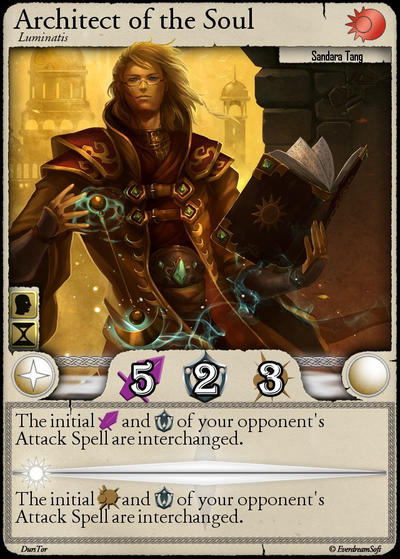 Architect of the Soul
Luminatis
Sandara Tang
5 2 3
The initial and of your opponent's
Attack Spell are interchanged.
The initial and of your opponent's
Attack Spell are interchanged.
DursTor
© EverdreamSoft